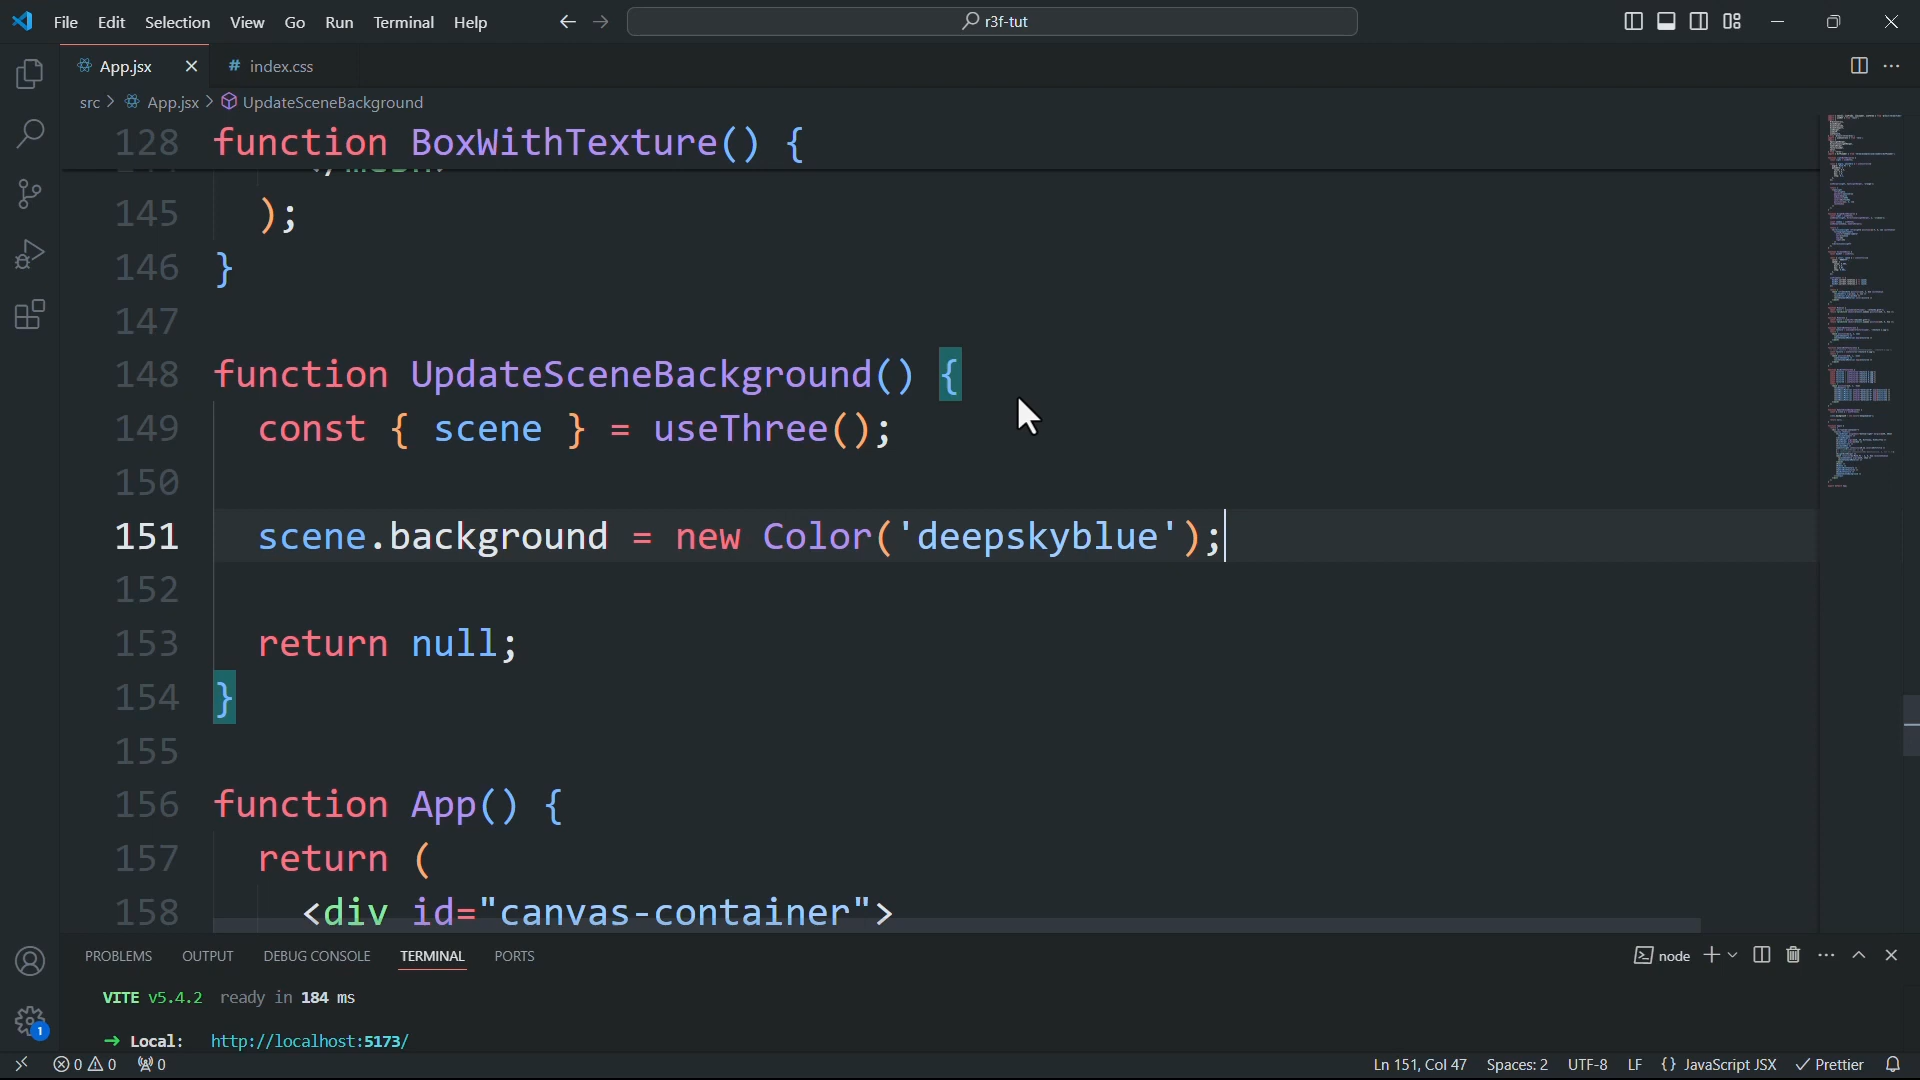 File Edit Selection View Go Run Terminal Help
r3f-tut
App.jsx
# index.css
src > App.jsx > UpdateSceneBackground
128 function BoxWithTexture() {
145 );
146 }
147
148 function UpdateSceneBackground() {
149 const { scene } = useThree();
150
151 scene.background = new Color('deepskyblue');
152
153 return null;
154 }
155
156 function App() {
157 return (
158 <div id="canvas-container">
PROBLEMS OUTPUT DEBUG CONSOLE TERMINAL PORTS
node
VITE v5.4.2 ready in 184 ms
➜ Local: http://localhost:5173/
1
0 0 0
Ln 151, Col 47 Spaces: 2 UTF-8 LF {} JavaScript JSX ✓ Prettier